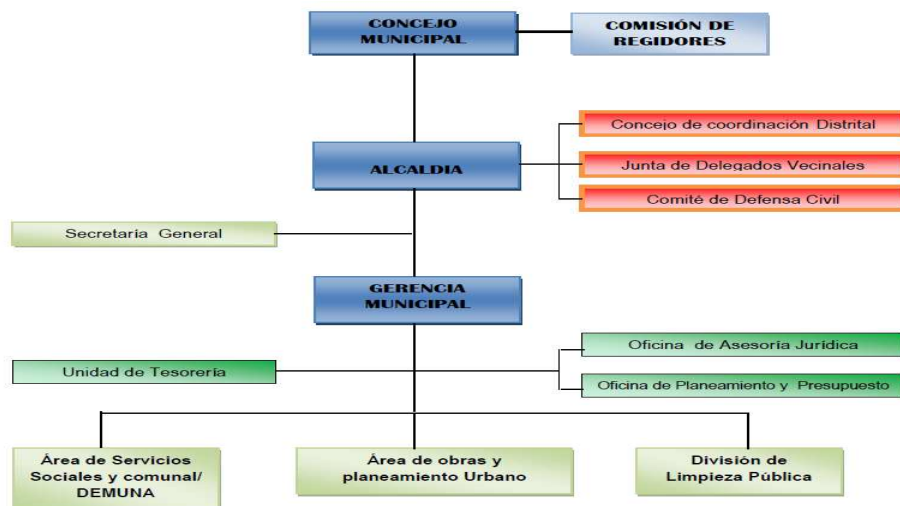 CONCEJO
MUNICIPAL
COMISIÓN DE
REGIDORES
Concejo de coordinación Distrital
ALCALDIA
Junta de Delegados Vecinales
Comité de Defensa Civil
Secretaría General
GERENCIA
MUNICIPAL
Oficina de Asesoría Jurídica
Unidad de Tesorería
Oficina de Planeamiento y Presupuesto
Área de Servicios
Sociales y comunal/
DEMUNA
Área de obras y
planeamiento Urbano
División de
Limpieza Pública